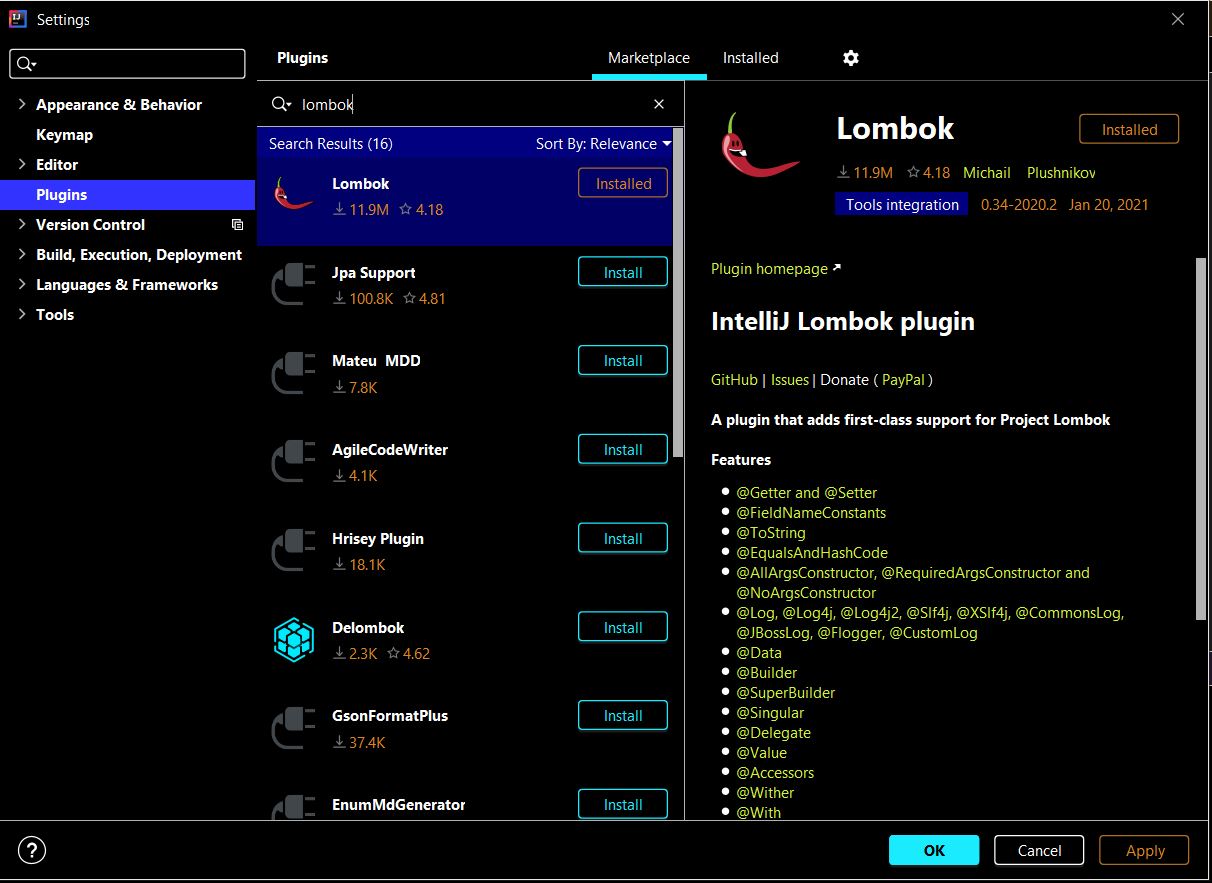 Settings
Plugins
Marketplace
Installed
Appearance & Behavior
Keymap
Editor
Plugins
Version Control
Build, Execution, Deployment
Languages & Frameworks
Tools
lombok
Search Results (16)
Sort By: Relevance
Lombok
Installed
11.9M 4.18
Jpa Support
Install
100.8K 4.81
Mateu MDD
Install
7.8K
AgileCodeWriter
Install
4.1K
Hrisey Plugin
Install
18.1K
Delombok
Install
2.3K 4.62
GsonFormatPlus
Install
37.4K
EnumMdGenerator
Install
Lombok
Installed
11.9M 4.18 Michail Plushnikov
Tools integration 0.34-2020.2 Jan 20, 2021
Plugin homepage
IntelliJ Lombok plugin
GitHub | Issues | Donate ( PayPal )
A plugin that adds first-class support for Project Lombok
Features
@Getter and @Setter
@FieldNameConstants
@ToString
@EqualsAndHashCode
@AllArgsConstructor, @RequiredArgsConstructor and
@NoArgsConstructor
@Log, @Log4j, @Log4j2, @Slf4j, @XSlf4j, @CommonsLog,
@JBossLog, @Flogger, @CustomLog
@Data
@Builder
@SuperBuilder
@Singular
@Delegate
@Value
@Accessors
@Wither
@With
?
OK
Cancel
Apply